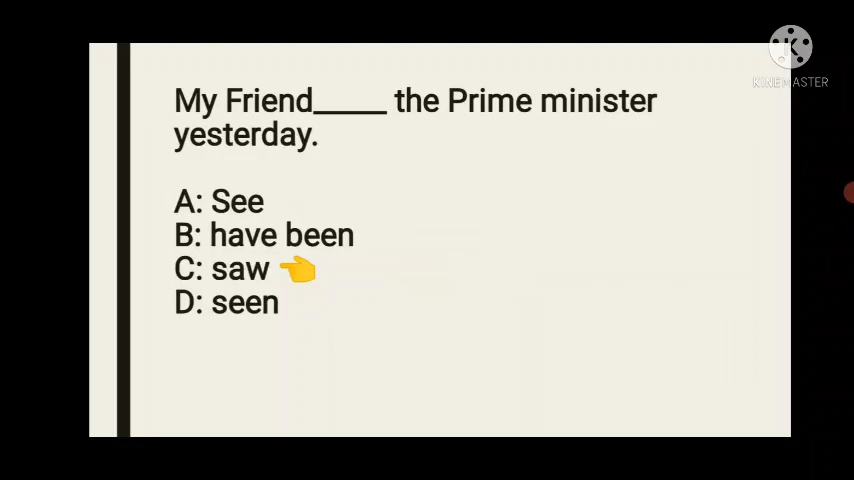 KINEMASTER
My Friend_____ the Prime minister
yesterday.
A: See
B: have been
C: saw 👈
D: seen